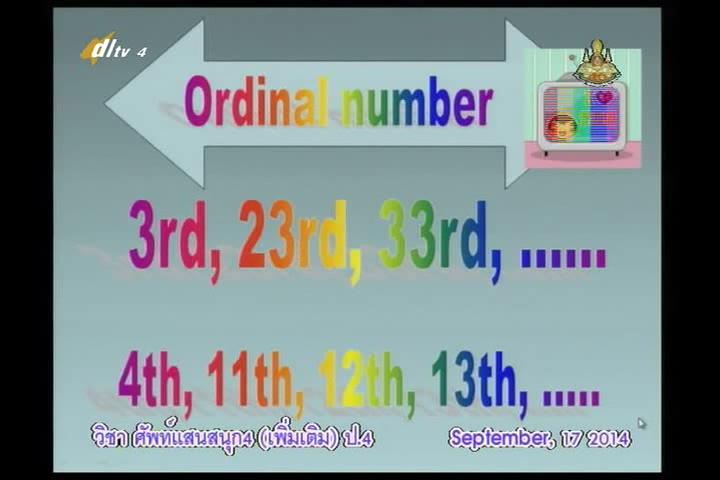 dltv 4
Ordinal number
3rd, 23rd, 33rd, ......
4th, 11th, 12th, 13th, .....
วิชา ศัพท์แสนสนุก4 (เพิ่มเติม) ป.4
September, 17 2014